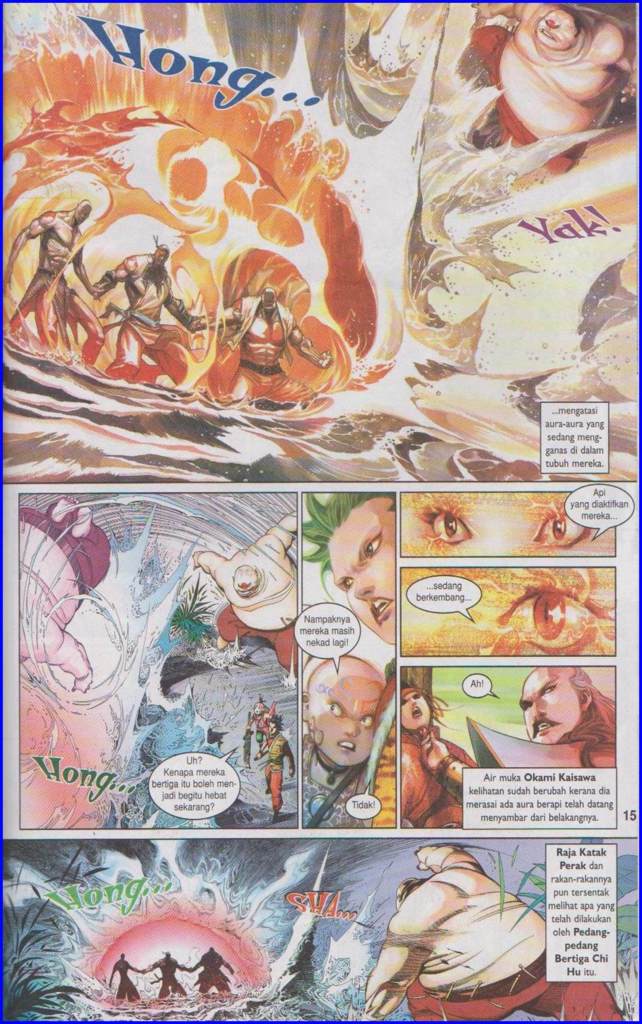 Hong...
Yak!
...mengatasi
aura-aura yang
sedang meng-
ganas di dalam
tubuh mereka.
Nampaknya
mereka masih
nekad lagi!
Api
yang diaktifkan
mereka...
...sedang
berkembang...
Hong...
Uh?
Kenapa mereka
bertiga itu boleh men-
jadi begitu hebat
sekarang?
Tidak!
Ah!
Air muka Okami Kaisawa
kelihatan sudah berubah kerana dia
merasai ada aura berapi telah datang
menyambar dari belakangnya.
15
Hong...
SHA...
Raja Katak
Perak dan
rakan-rakannya
pun tersentak
melihat apa yang
telah dilakukan
oleh Pedang-
pedang
Bertiga Chi
Hu itu.